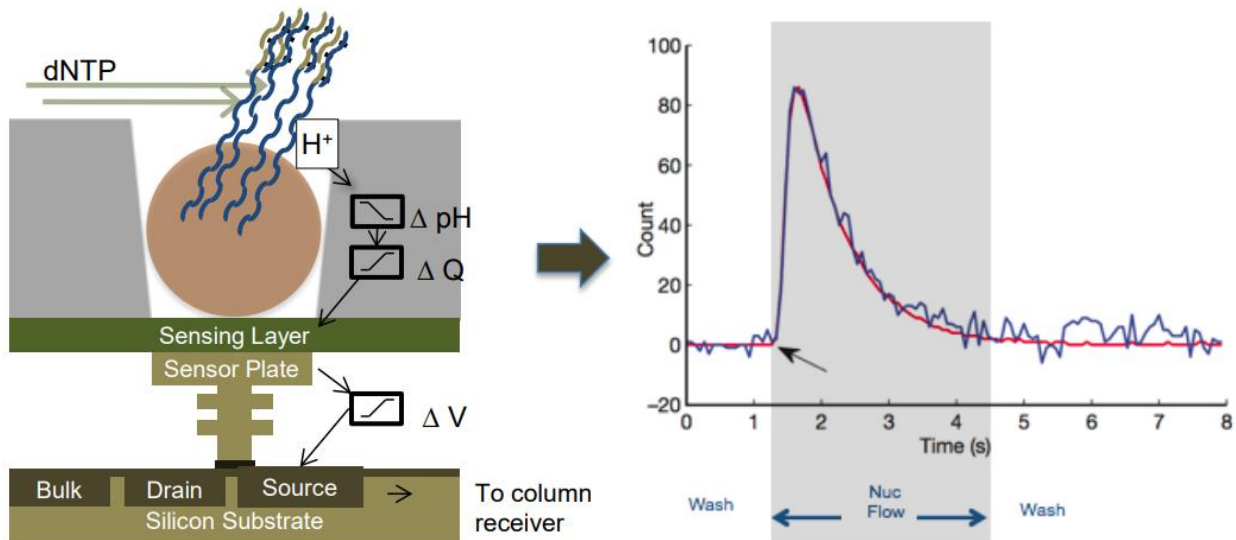 dNTP
H⁺
Δ pH
Δ Q
Sensing Layer
Sensor Plate
Δ V
Bulk
Drain
Source
Silicon Substrate
To column
receiver
100
80
60
40
20
0
–20
Count
0 1 2 3 4 5 6 7 8
Time (s)
Wash
Nuc
Flow
Wash